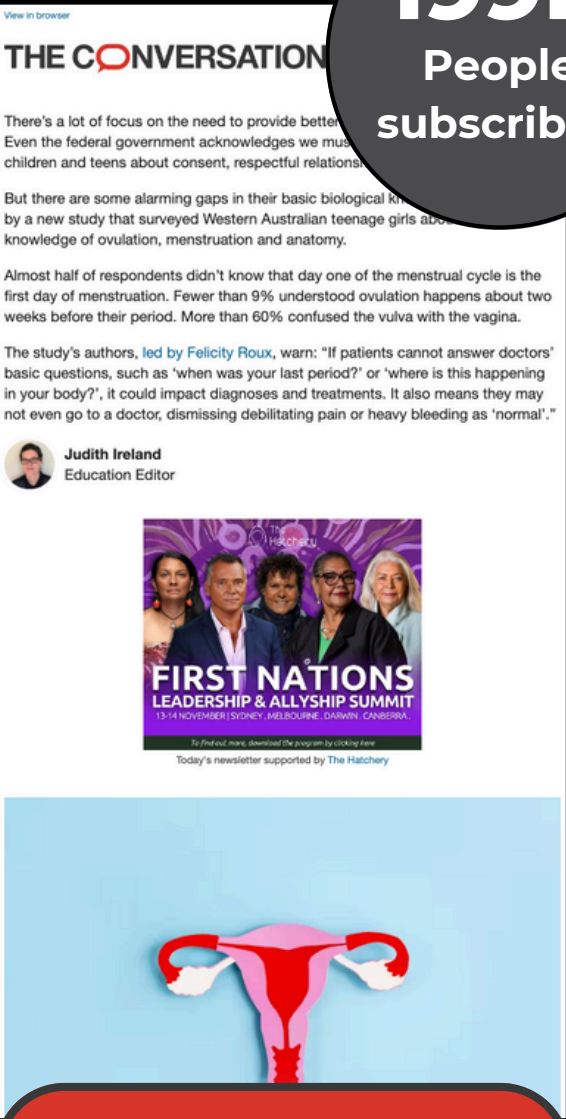 View in browser
THE CONVERSATION
People
subscrib
There's a lot of focus on the need to provide better
Even the federal government acknowledges we mus
children and teens about consent, respectful relations
But there are some alarming gaps in their basic biological kn
by a new study that surveyed Western Australian teenage girls abo
knowledge of ovulation, menstruation and anatomy.
Almost half of respondents didn't know that day one of the menstrual cycle is the
first day of menstruation. Fewer than 9% understood ovulation happens about two
weeks before their period. More than 60% confused the vulva with the vagina.
The study's authors, led by Felicity Roux, warn: "If patients cannot answer doctors'
basic questions, such as 'when was your last period?' or 'where is this happening
in your body?', it could impact diagnoses and treatments. It also means they may
not even go to a doctor, dismissing debilitating pain or heavy bleeding as 'normal'."
Judith Ireland
Education Editor
The
Hatchery
FIRST NATIONS
LEADERSHIP & ALLYSHIP SUMMIT
13-14 NOVEMBER | SYDNEY . MELBOURNE . DARWIN . CANBERRA .
To find out more, download the program by clicking here
Today's newsletter supported by The Hatchery